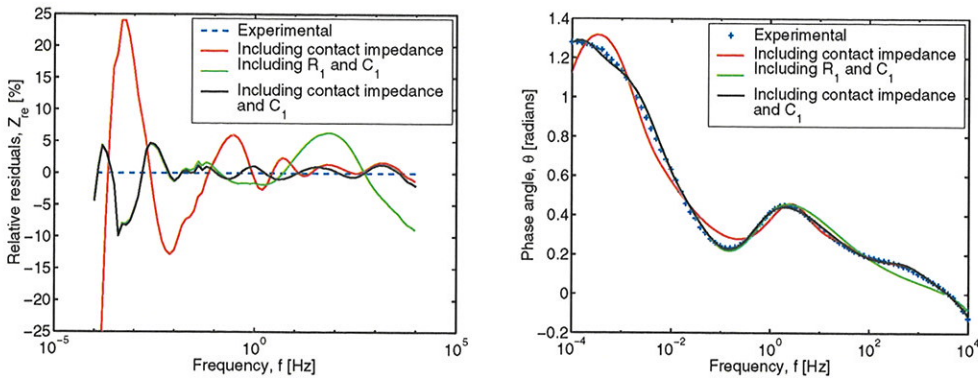 Relative residuals, Z_re [%]
25
20
15
10
5
0
-5
-10
-15
-20
-25
Experimental
Including contact impedance
Including R_1 and C_1
Including contact impedance
and C_1
10^-5
10^0
10^5
Frequency, f [Hz]
Phase angle, θ [radians]
1.4
1.2
1
0.8
0.6
0.4
0.2
0
-0.2
Experimental
Including contact impedance
Including R_1 and C_1
Including contact impedance
and C_1
10^-4
10^-2
10^0
10^2
10^4
Frequency, f [Hz]